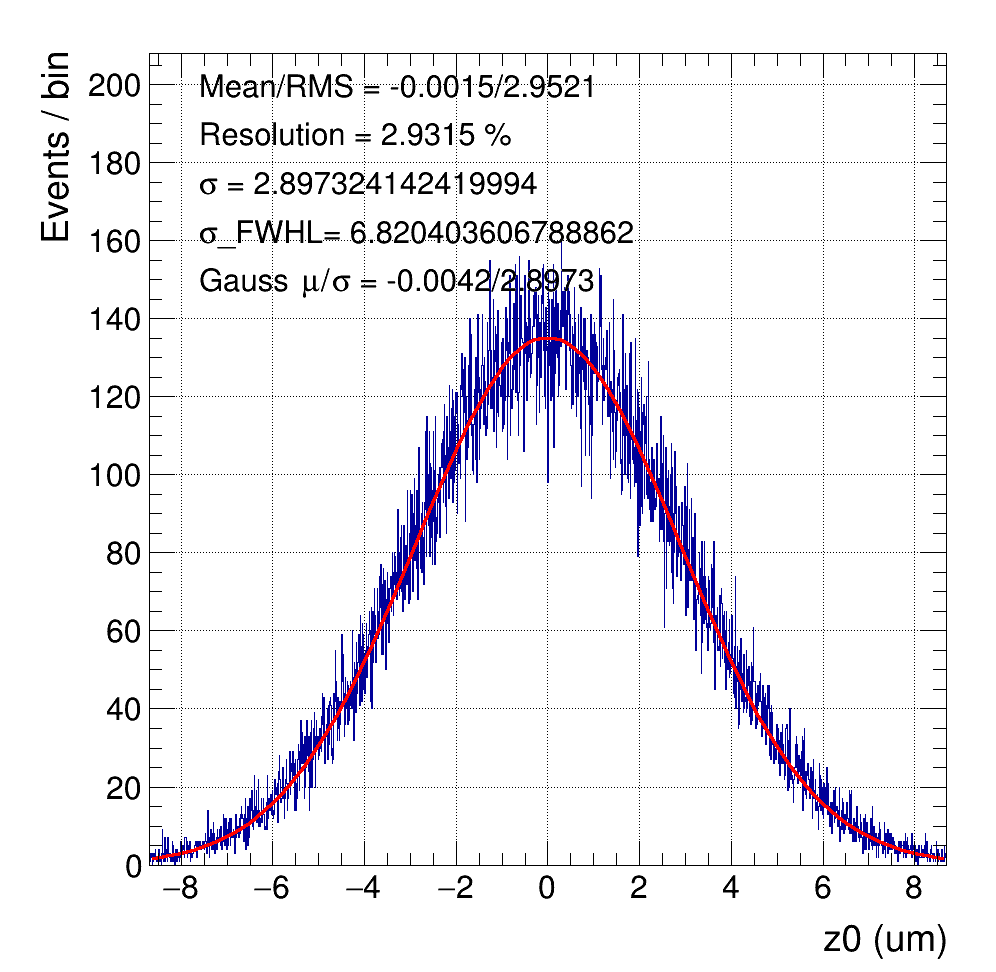 Events / bin
Mean/RMS = -0.0015/2.9521
Resolution = 2.9315 %
σ = 2.897324142419994
σ_FWHL= 6.820403606788862
Gauss μ/σ = -0.0042/2.8973
200
180
160
140
120
100
80
60
40
20
0
−8 −6 −4 −2 0 2 4 6 8
z0 (um)